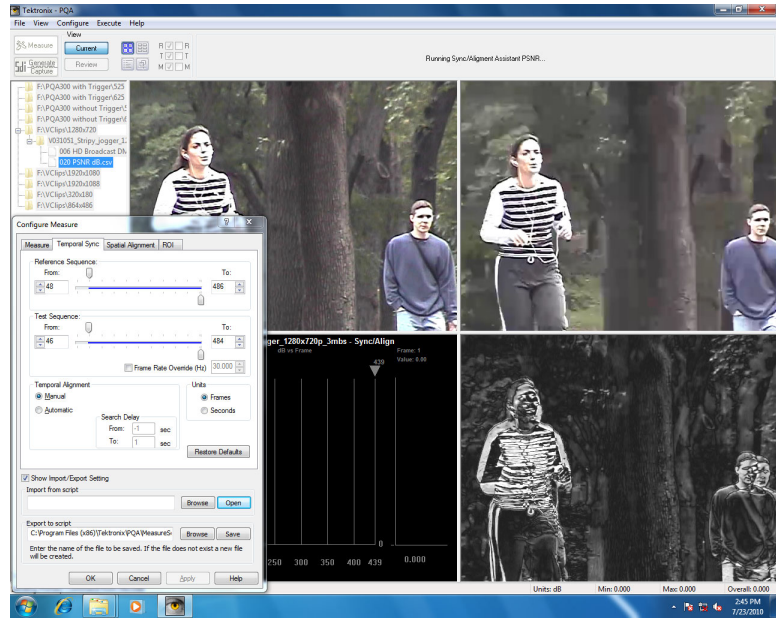 Tektronix - PQA
File View Configure Execute Help
View
Measure Current R R
T T
Generate Capture Review M M
Running Sync/Aligment Assistant PSNR...
F:\PQA300 with Trigger\525
F:\PQA300 with Trigger\625
F:\PQA300 without Trigger\
F:\PQA300 without Trigger\
F:\VClips\1280x720
V031051_Stripy_jogger_1
006 HD Broadcast DM
020 PSNR dB.csv
F:\VClips\1920x1080
F:\VClips\1920x1088
F:\VClips\320x180
F:\VClips\864x486
Configure Measure
Measure Temporal Sync Spatial Alignment ROI
Reference Sequence:
From: To:
48 486
Test Sequence:
From: To:
46 484
Frame Rate Override (Hz) 30.000
Temporal Alignment
Manual
Automatic
Search Delay
From: -1 sec
To: 1 sec
Units
Frames
Seconds
Restore Defaults
Show Import/Export Setting
Import from script
Browse Open
Export to script
C:\Program Files (x86)\Tektronix\PQA\MeasureS
Browse Save
Enter the name of the file to be saved. If the file does not exist a new file
will be created.
OK Cancel Apply Help
ger_1280x720p_3mbs - Sync/Align
dB vs Frame Frame: 1
439 Value: 0.00
0
250 300 350 400 439 0.000
Units: dB Min: 0.000 Max: 0.000 Overall: 0.000
2:45 PM
7/23/2010